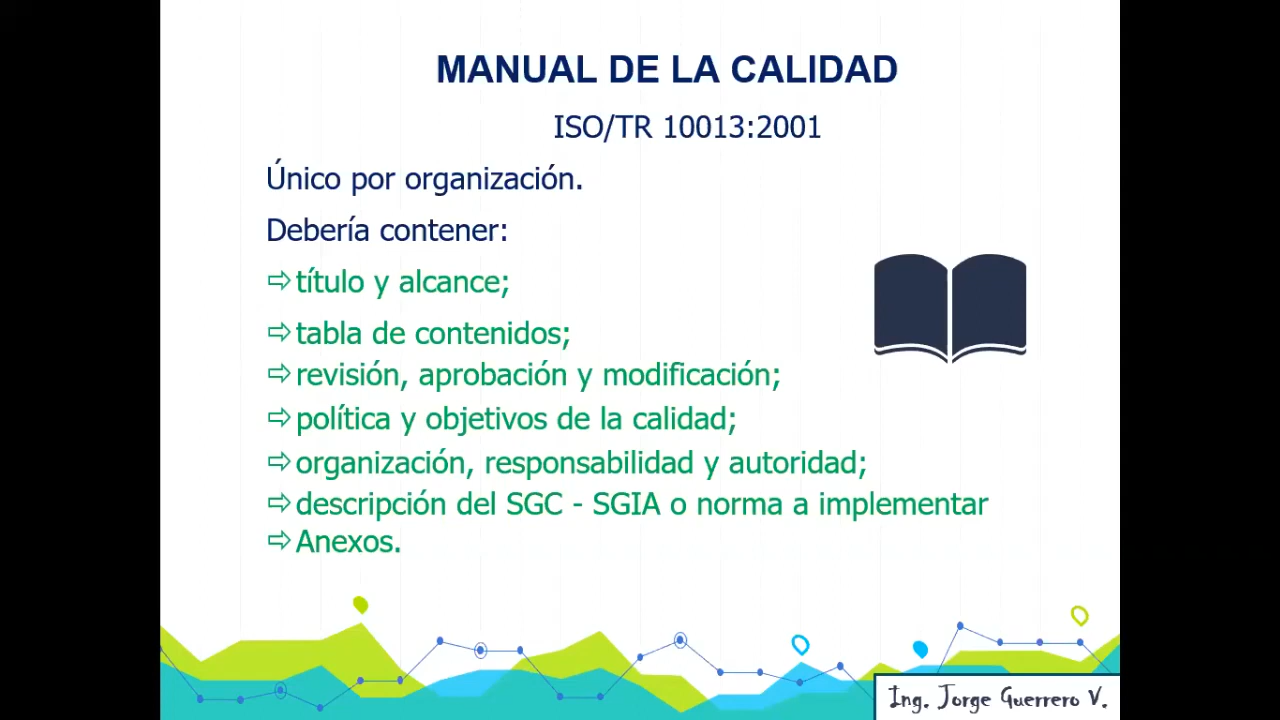 MANUAL DE LA CALIDAD
ISO/TR 10013:2001
Único por organización.
Debería contener:
⇨título y alcance;
⇨tabla de contenidos;
⇨revisión, aprobación y modificación;
⇨política y objetivos de la calidad;
⇨organización, responsabilidad y autoridad;
⇨descripción del SGC - SGIA o norma a implementar
⇨Anexos.
Ing. Jorge Guerrero V.